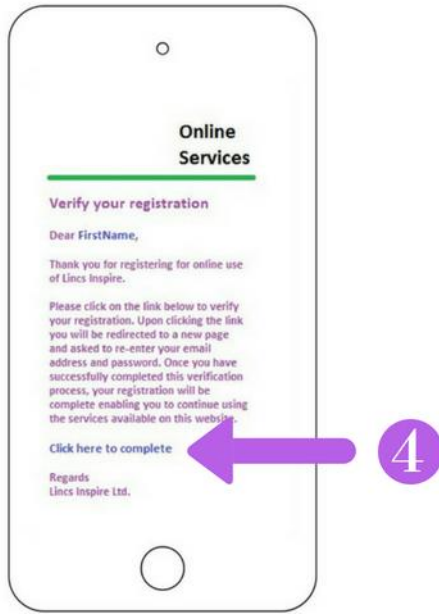 Online
Services
Verify your registration
Dear FirstName,
Thank you for registering for online use
of Lincs Inspire.
Please click on the link below to verify
your registration. Upon clicking the link
you will be redirected to a new page
and asked to re-enter your email
address and password. Once you have
successfully completed this verification
process, your registration will be
complete enabling you to continue using
the services available on this website.
Click here to complete
4
Regards
Lincs Inspire Ltd.